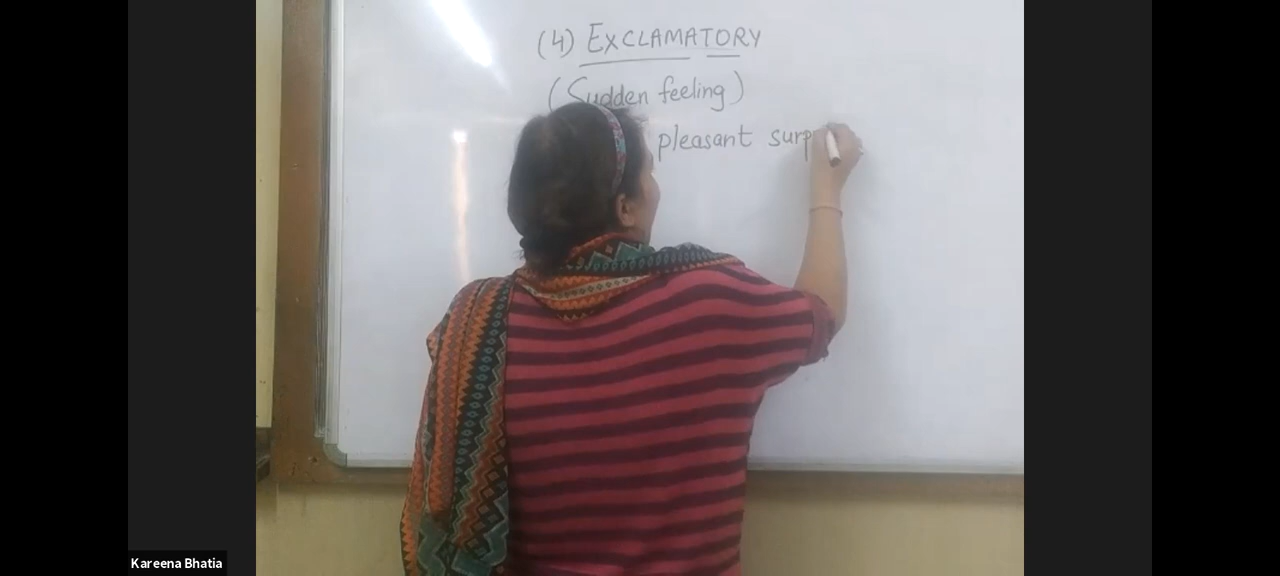 (4) EXCLAMATORY
(Sudden feeling)
pleasant surp
Kareena Bhatia